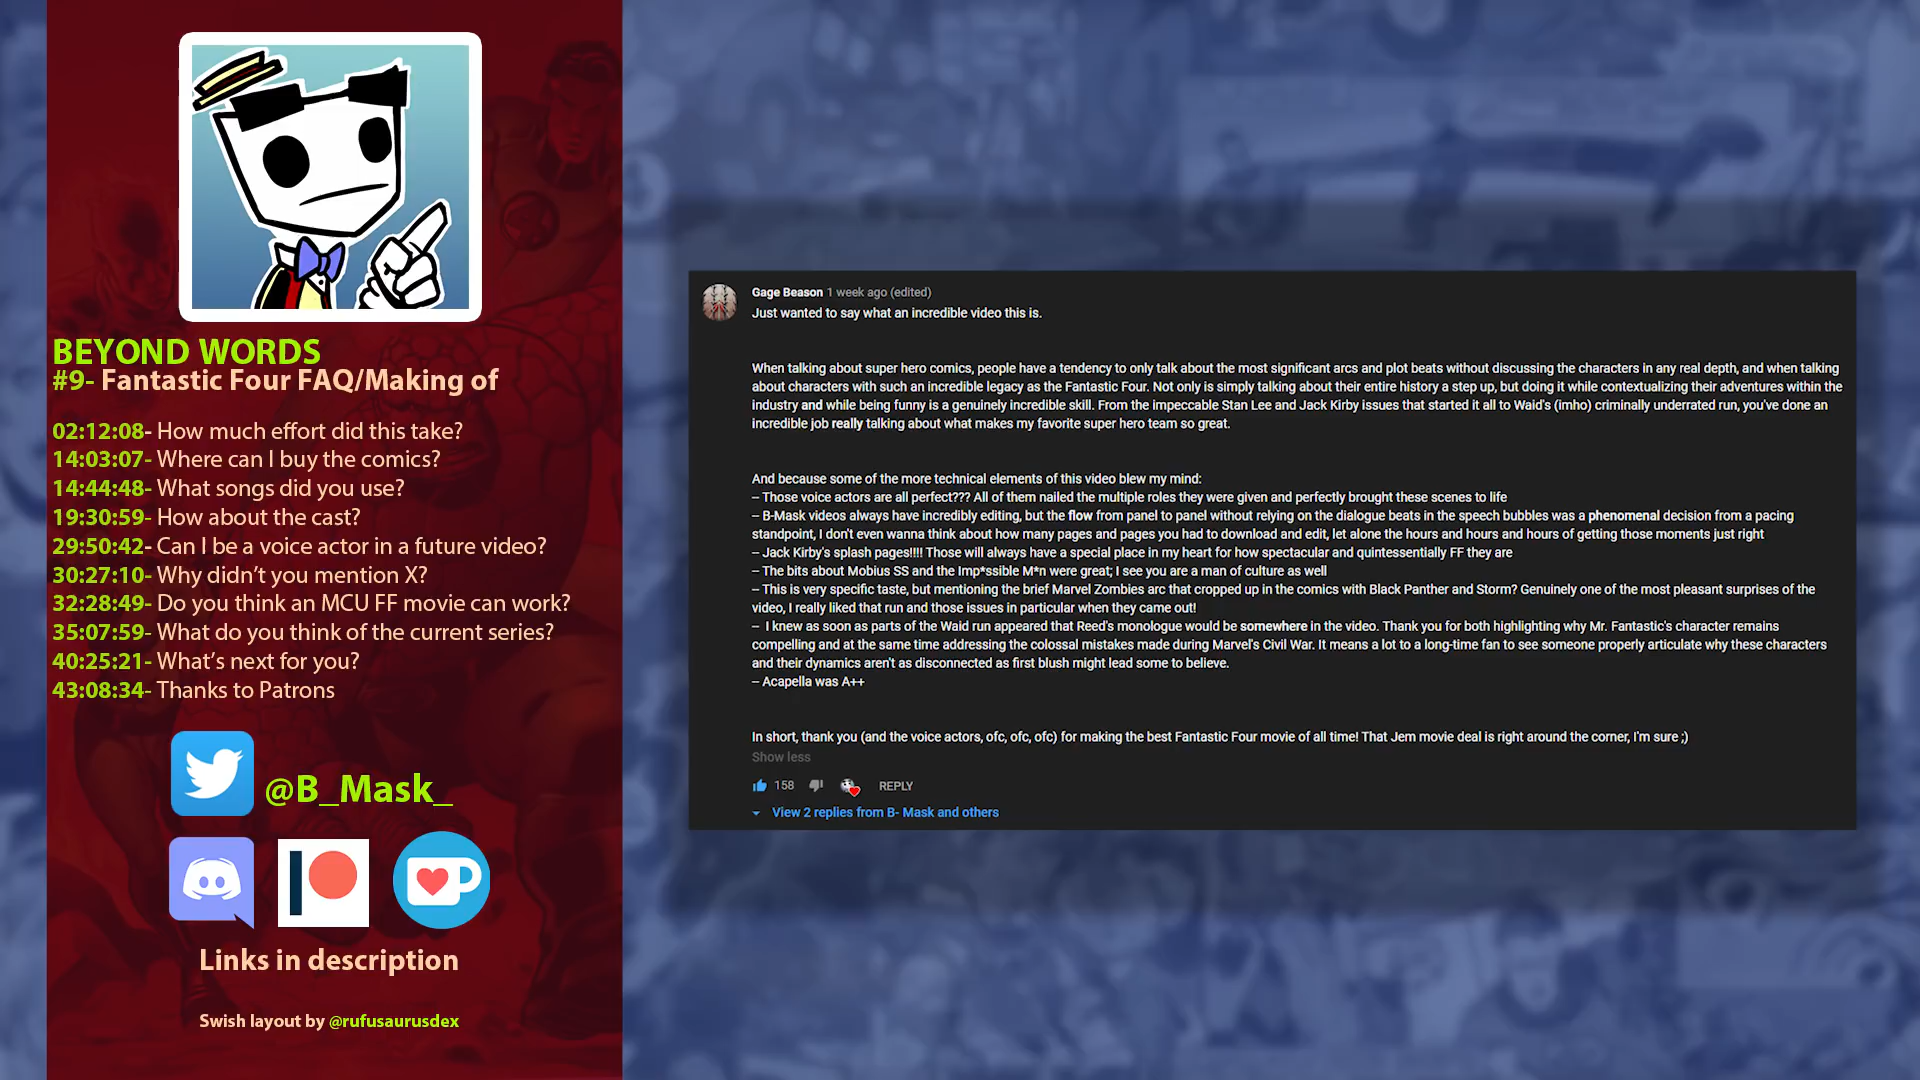 BEYOND WORDS
#9- Fantastic Four FAQ/Making of
02:12:08- How much effort did this take?
14:03:07- Where can I buy the comics?
14:44:48- What songs did you use?
19:30:59- How about the cast?
29:50:42- Can I be a voice actor in a future video?
30:27:10- Why didn't you mention X?
32:28:49- Do you think an MCU FF movie can work?
35:07:59- What do you think of the current series?
40:25:21- What's next for you?
43:08:34- Thanks to Patrons
@B_Mask_
Links in description
Swish layout by @rufusaurusdex
Gage Beason 1 week ago (edited)
Just wanted to say what an incredible video this is.
When talking about super hero comics, people have a tendency to only talk about the most significant arcs and plot beats without discussing the characters in any real depth, and when talking
about characters with such an incredible legacy as the Fantastic Four. Not only is simply talking about their entire history a step up, but doing it while contextualizing their adventures within the
industry and while being funny is a genuinely incredible skill. From the impeccable Stan Lee and Jack Kirby issues that started it all to Waid's (imho) criminally underrated run, you've done an
incredible job really talking about what makes my favorite super hero team so great.
And because some of the more technical elements of this video blew my mind:
-- Those voice actors are all perfect??? All of them nailed the multiple roles they were given and perfectly brought these scenes to life
-- B-Mask videos always have incredibly editing, but the flow from panel to panel without relying on the dialogue beats in the speech bubbles was a phenomenal decision from a pacing
standpoint, I don't even wanna think about how many pages and pages you had to download and edit, let alone the hours and hours and hours of getting those moments just right
-- Jack Kirby's splash pages!!!! Those will always have a special place in my heart for how spectacular and quintessentially FF they are
-- The bits about Mobius SS and the Imp*ssible M*n were great; I see you are a man of culture as well
-- This is very specific taste, but mentioning the brief Marvel Zombies arc that cropped up in the comics with Black Panther and Storm? Genuinely one of the most pleasant surprises of the
video, I really liked that run and those issues in particular when they came out!
-- I knew as soon as parts of the Waid run appeared that Reed's monologue would be somewhere in the video. Thank you for both highlighting why Mr. Fantastic's character remains
compelling and at the same time addressing the colossal mistakes made during Marvel's Civil War. It means a lot to a long-time fan to see someone properly articulate why these characters
and their dynamics aren't as disconnected as first blush might lead some to believe.
-- Acapella was A++
In short, thank you (and the voice actors, ofc, ofc, ofc) for making the best Fantastic Four movie of all time! That Jem movie deal is right around the corner, I'm sure ;)
Show less
158 REPLY
View 2 replies from B- Mask and others